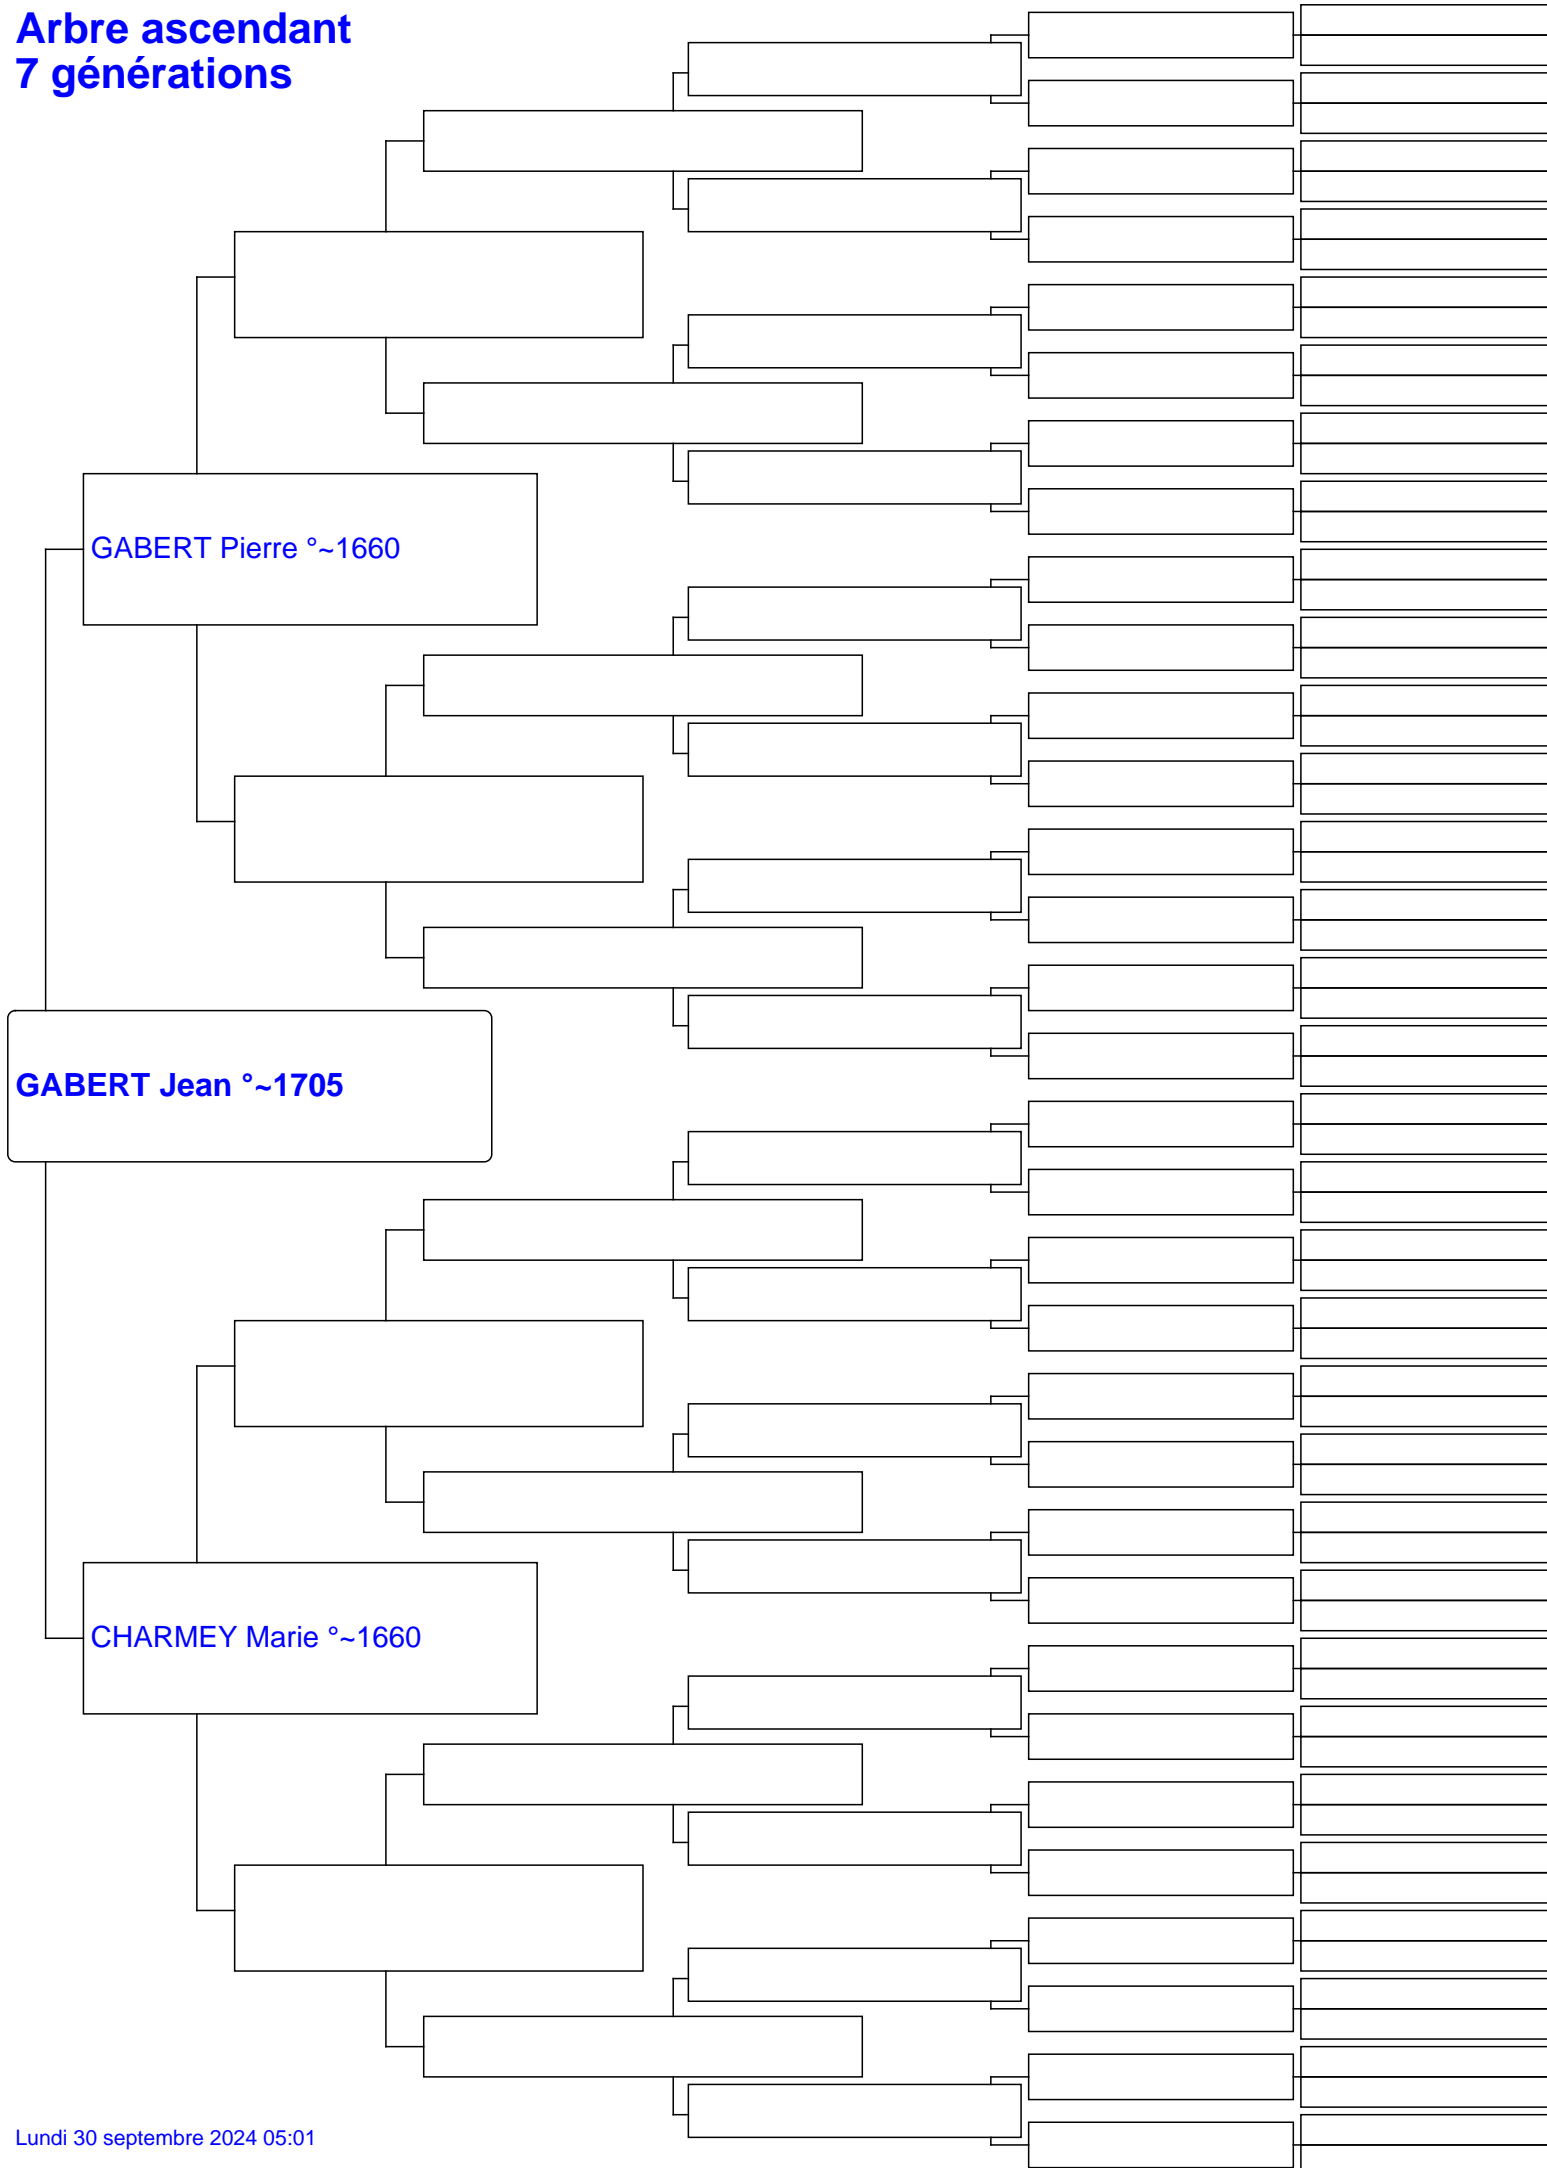 Arbre ascendant
7 générations
GABERT Pierre °~1660
GABERT Jean °~1705
CHARMEY Marie °~1660
Lundi 30 septembre 2024 05:01